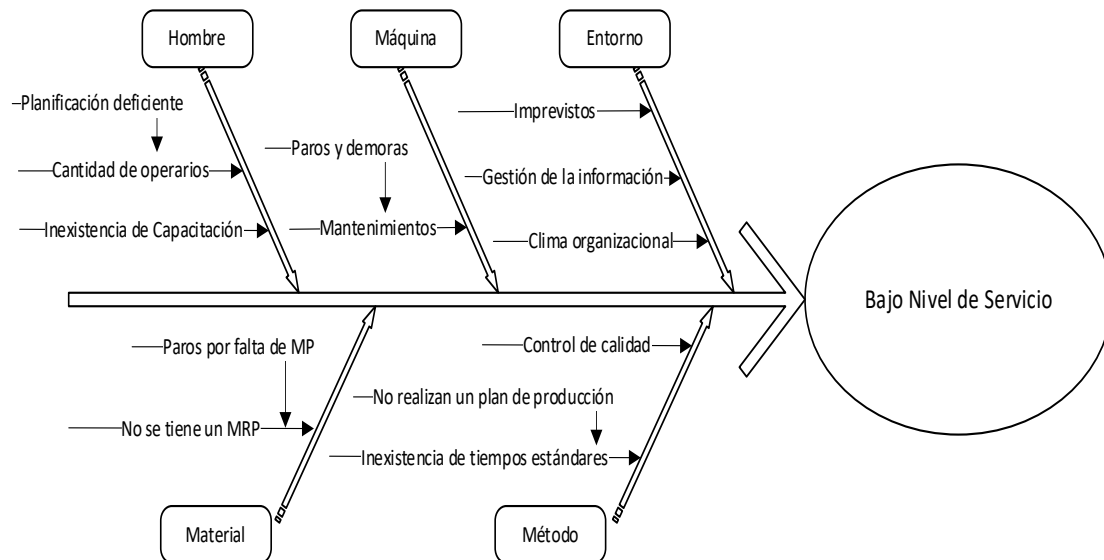 Hombre
Máquina
Entorno
Planificación deficiente
Imprevistos
Paros y demoras
Cantidad de operarios
Gestión de la información
Inexistencia de Capacitación
Mantenimientos
Clima organizacional
Bajo Nivel de Servicio
Paros por falta de MP
Control de calidad
No realizan un plan de producción
No se tiene un MRP
Inexistencia de tiempos estándares
Material
Método